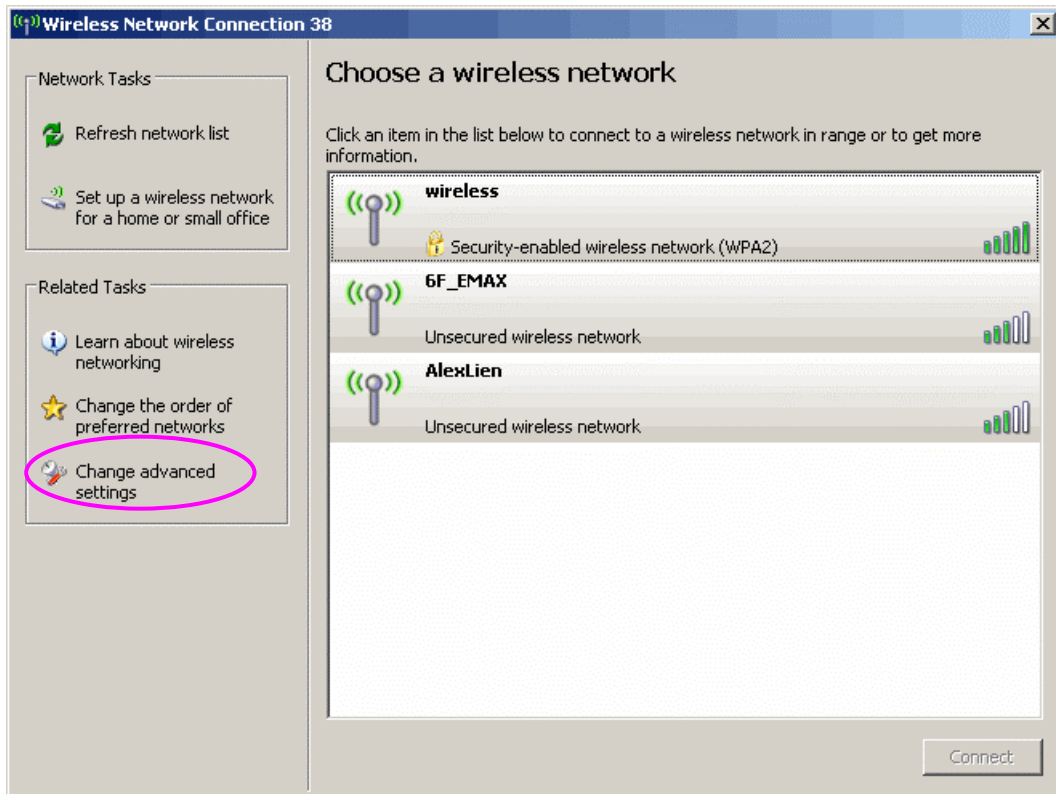 Wireless Network Connection 38
Network Tasks
Refresh network list
Set up a wireless network
for a home or small office
Related Tasks
Learn about wireless
networking
Change the order of
preferred networks
Change advanced
settings
Choose a wireless network
Click an item in the list below to connect to a wireless network in range or to get more
information.
wireless
Security-enabled wireless network (WPA2)
6F_EMAX
Unsecured wireless network
AlexLien
Unsecured wireless network
Connect